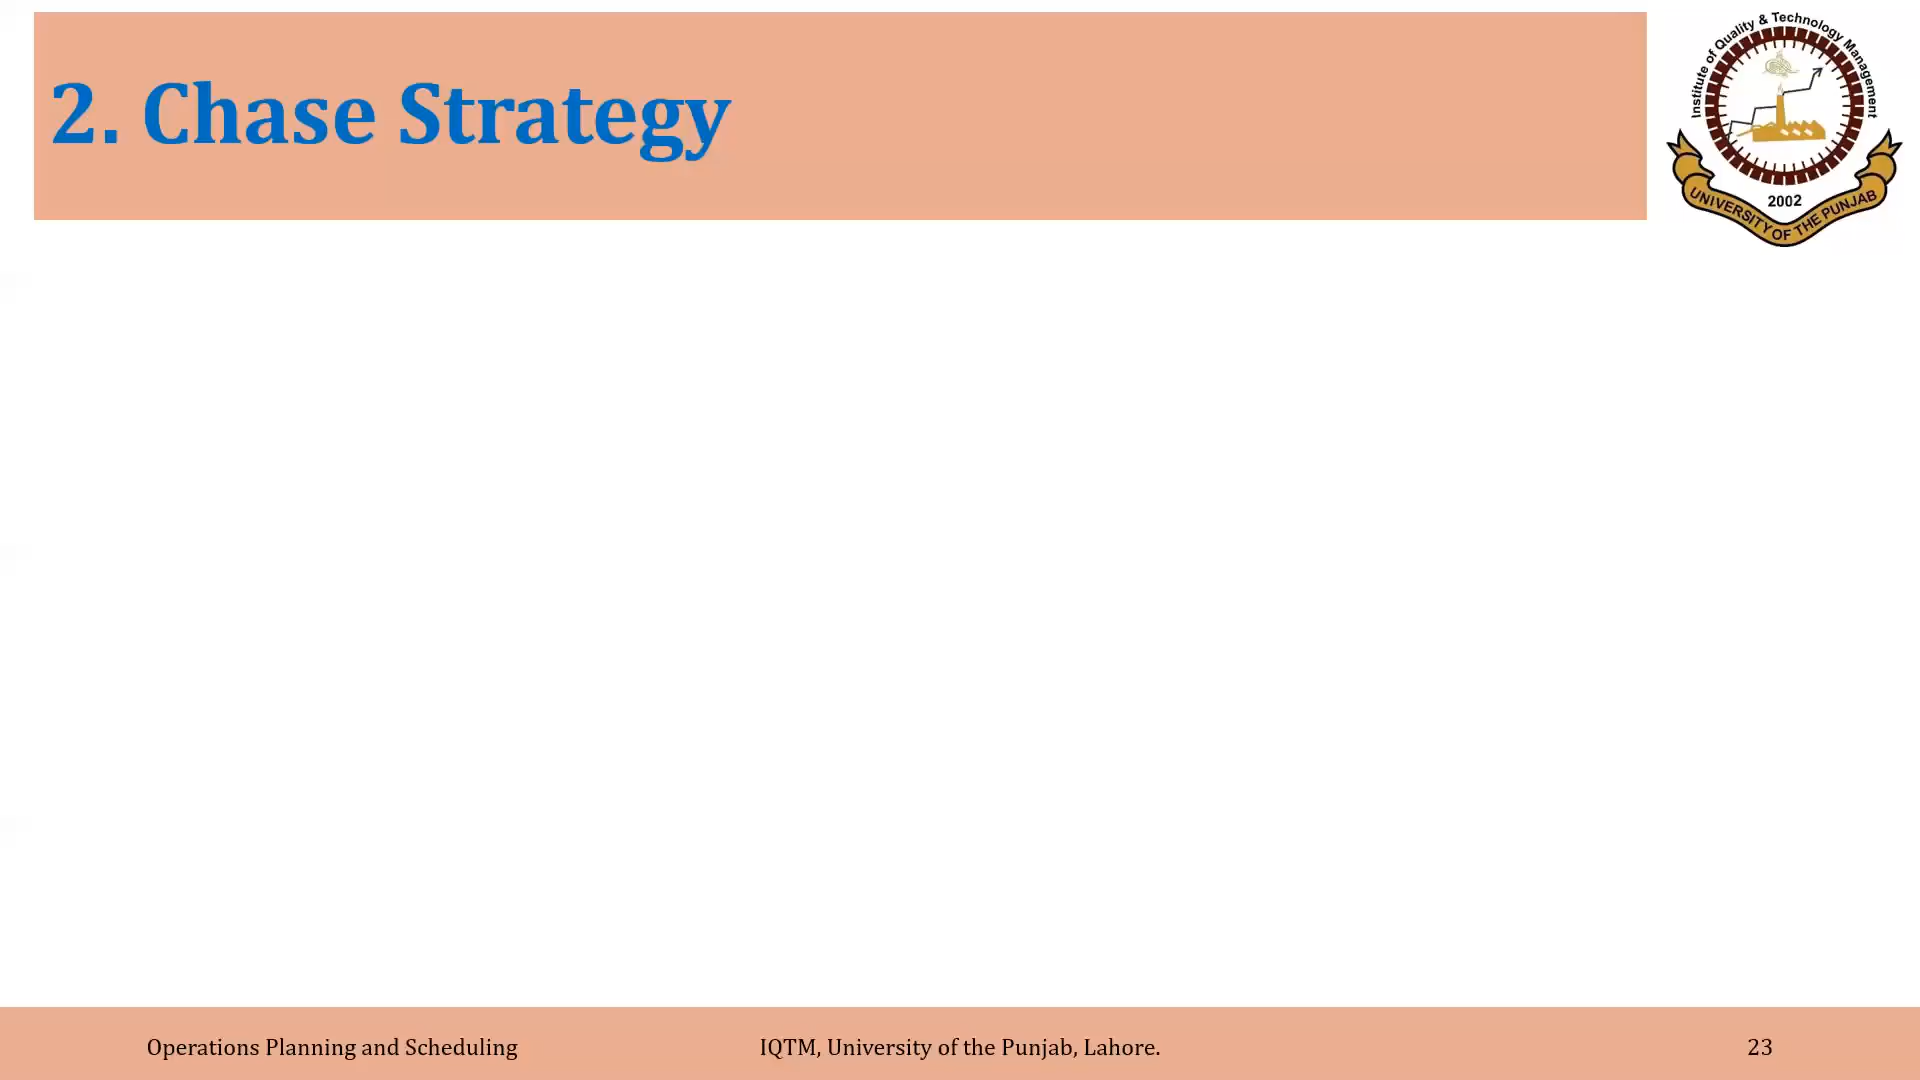 2. Chase Strategy
Institute of Quality & Technology Management
2002
UNIVERSITY OF THE PUNJAB
Operations Planning and Scheduling
IQTM, University of the Punjab, Lahore.
23